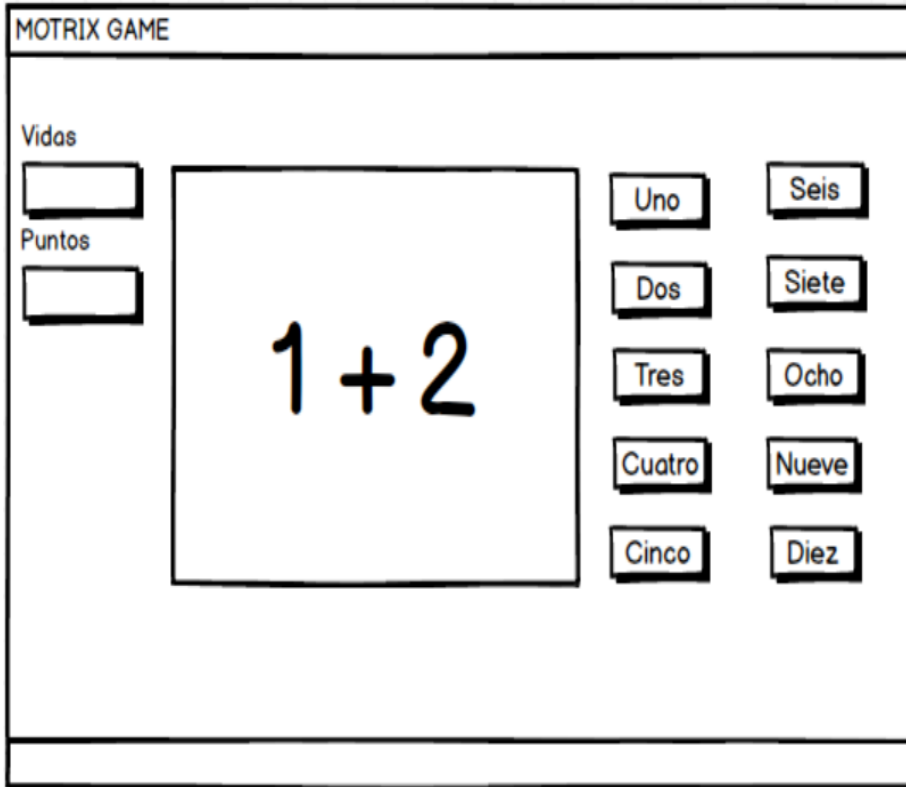 MOTRIX GAME
Vidas
Puntos
1 + 2
Uno
Dos
Tres
Cuatro
Cinco
Seis
Siete
Ocho
Nueve
Diez